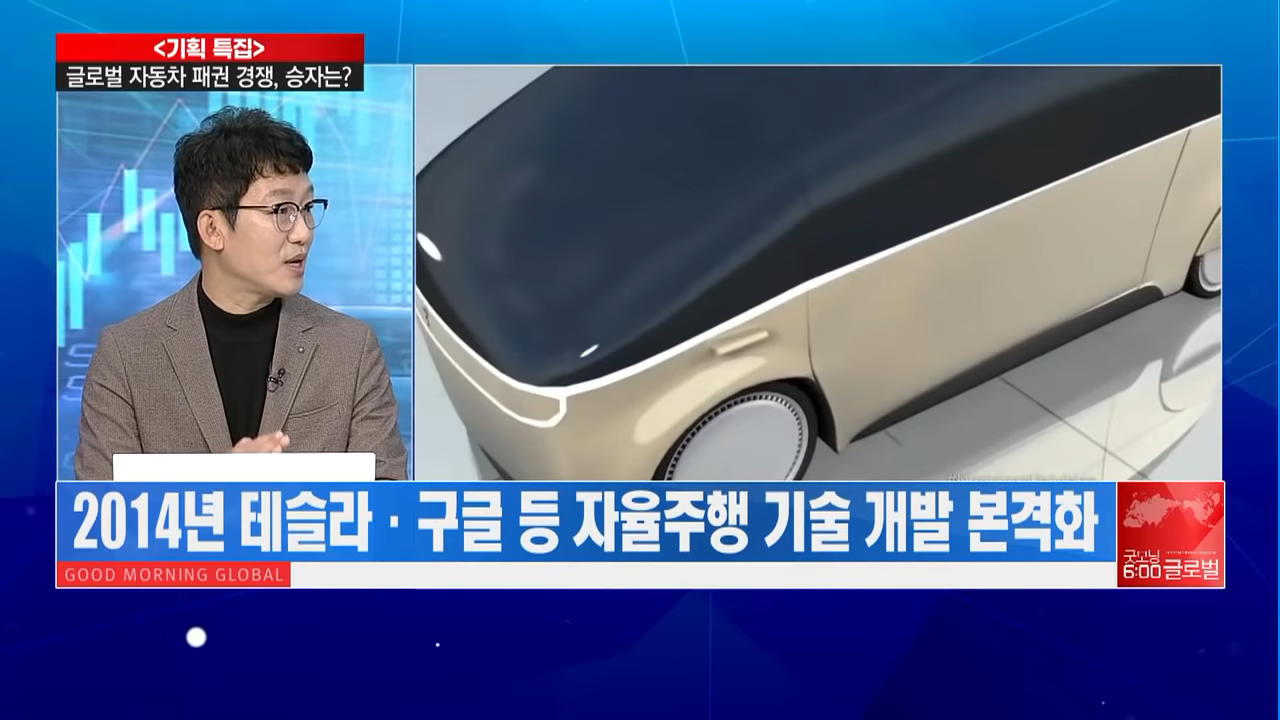 <기획 특집>
글로벌 자동차 패권 경쟁, 승자는?
2014년 테슬라 · 구글 등 자율주행 기술 개발 본격화
GOOD MORNING GLOBAL
굿모닝
6:00 글로벌